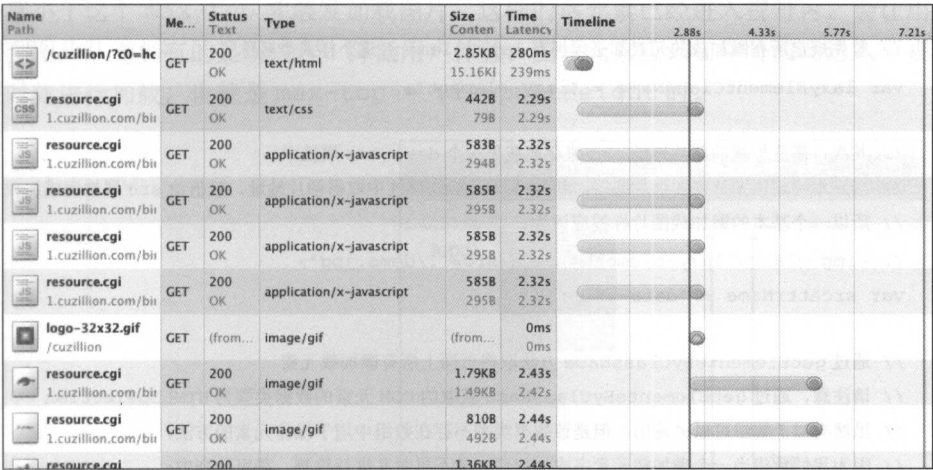 Name Path Me... Status Text Type Size Conten Time Latency Timeline 2.88s 4.33s 5.77s 7.21s
/cuzillion/?c0=hc GET 200 OK text/html 2.85KB 15.16KI 280ms 239ms
resource.cgi 1.cuzillion.com/bii GET 200 OK text/css 442B 79B 2.29s 2.29s
resource.cgi 1.cuzillion.com/bii GET 200 OK application/x-javascript 583B 294B 2.32s 2.32s
resource.cgi 1.cuzillion.com/bii GET 200 OK application/x-javascript 585B 295B 2.32s 2.32s
resource.cgi 1.cuzillion.com/bii GET 200 OK application/x-javascript 585B 295B 2.32s 2.32s
resource.cgi 1.cuzillion.com/bii GET 200 OK application/x-javascript 585B 295B 2.32s 2.32s
logo-32x32.gif /cuzillion GET (from... image/gif (from... 0ms 0ms
resource.cgi 1.cuzillion.com/bii GET 200 OK image/gif 1.79KB 1.49KB 2.43s 2.42s
resource.cgi 1.cuzillion.com/bii GET 200 OK image/gif 810B 492B 2.44s 2.44s
resource.cgi 200 1.36KB 2.44s